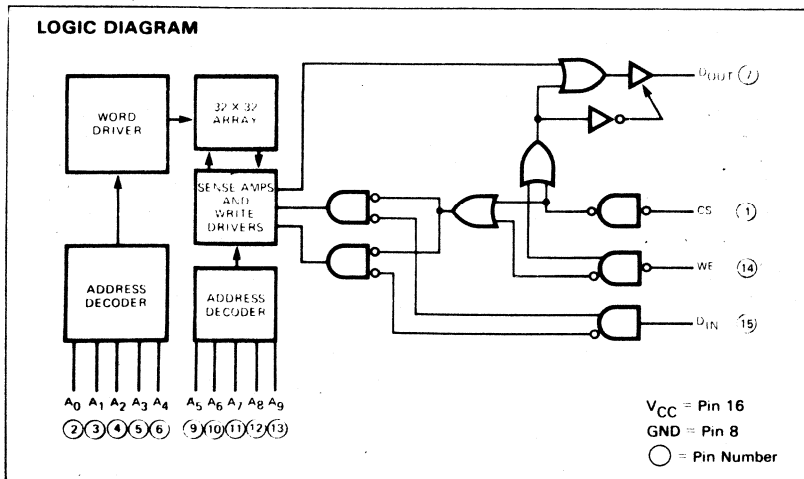 LOGIC DIAGRAM
WORD
DRIVER
32 X 32
ARRAY
SENSE AMPS
AND
WRITE
DRIVERS
ADDRESS
DECODER
ADDRESS
DECODER
A0 A1 A2 A3 A4
2 3 4 5 6
A5 A6 A7 A8 A9
9 10 11 12 13
DOUT 7
CS 1
WE 14
DIN 15
VCC = Pin 16
GND = Pin 8
= Pin Number